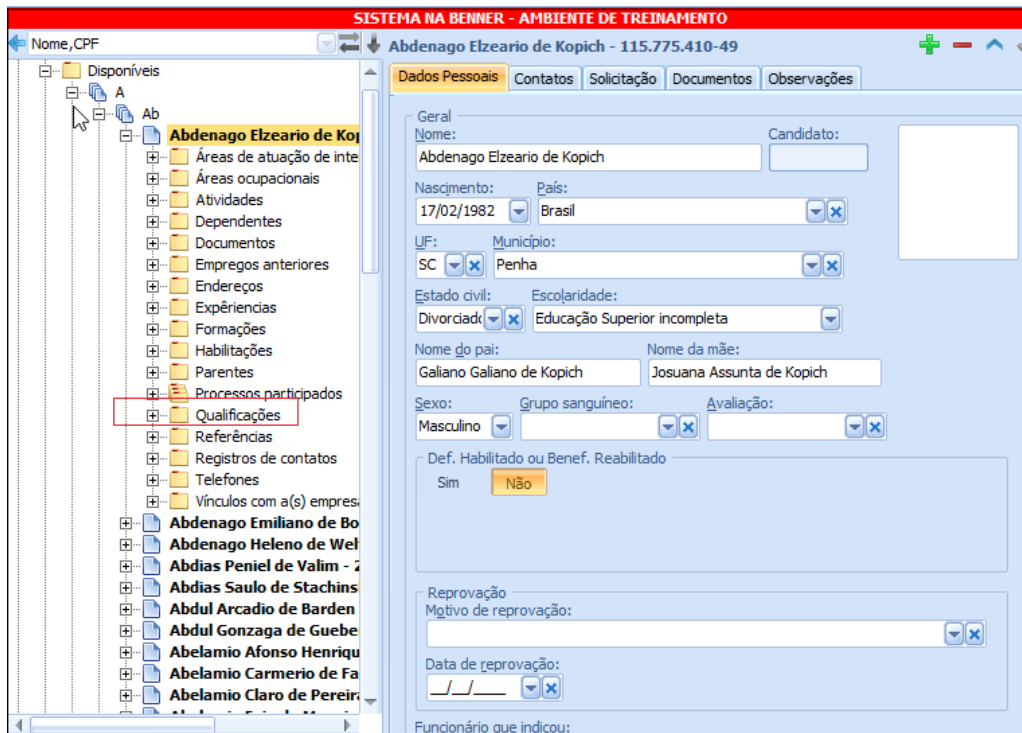 SISTEMA NA BENNER - AMBIENTE DE TREINAMENTO
Nome,CPF
Disponíveis
A
Ab
Abdenago Elzeario de Kop
Áreas de atuação de inte
Áreas ocupacionais
Atividades
Dependentes
Documentos
Empregos anteriores
Endereços
Expêriencias
Formações
Habilitações
Parentes
Processos participados
Qualificações
Referências
Registros de contatos
Telefones
Vínculos com a(s) empresa
Abdenago Emiliano de Bo
Abdenago Heleno de Wel
Abdias Peniel de Valim - 2
Abdias Saulo de Stachins
Abdul Arcadio de Barden
Abdul Gonzaga de Guebe
Abelamio Afonso Henriqu
Abelamio Carmerio de Fa
Abelamio Claro de Pereira
Abdenago Elzeario de Kopich - 115.775.410-49
Dados Pessoais Contatos Solicitação Documentos Observações
Geral
Nome: Candidato:
Abdenago Elzeario de Kopich
Nascimento: País:
17/02/1982 Brasil
UF: Município:
SC Penha
Estado civil: Escolaridade:
Divorciado Educação Superior incompleta
Nome do pai: Nome da mãe:
Galiano Galiano de Kopich Josuana Assunta de Kopich
Sexo: Grupo sanguíneo: Avaliação:
Masculino
Def. Habilitado ou Benef. Reabilitado
Sim Não
Reprovação
Motivo de reprovação:
Data de reprovação:
__/__/____
Funcionário que indicou: